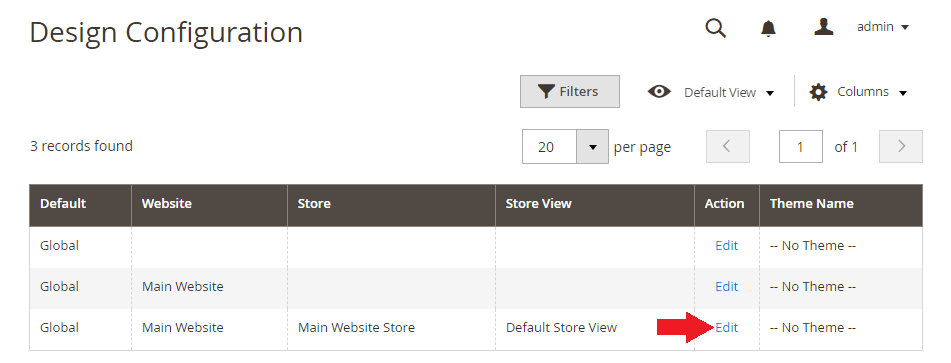 Design Configuration
admin
Filters
Default View
Columns
3 records found
20
per page
1
of 1
Default Website Store Store View Action Theme Name
Global Edit -- No Theme --
Global Main Website Edit -- No Theme --
Global Main Website Main Website Store Default Store View Edit -- No Theme --